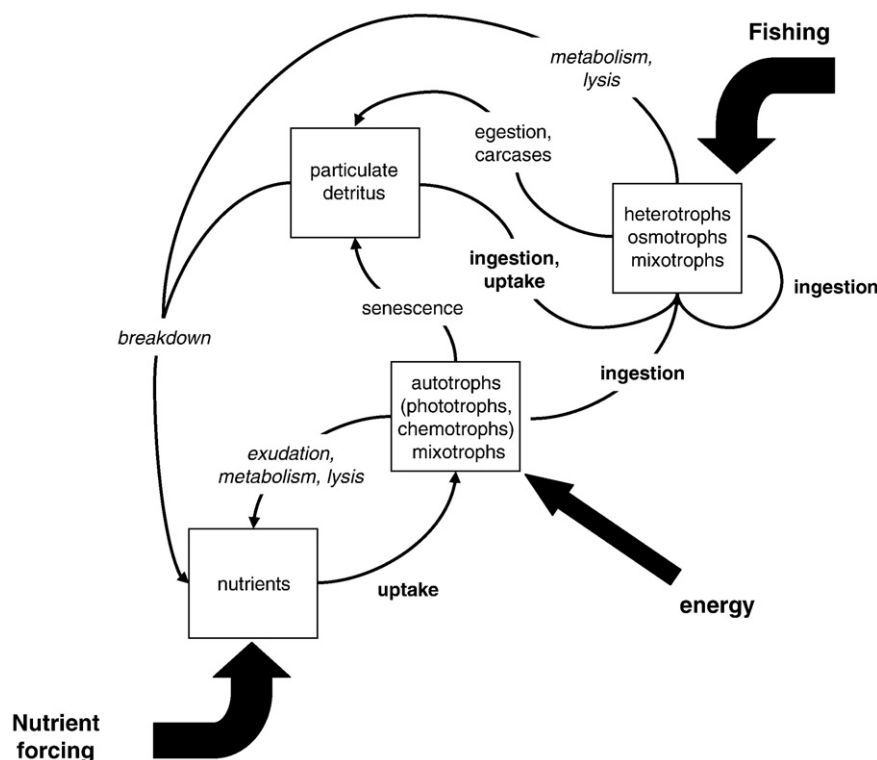 Fishing
metabolism,
lysis
egestion,
carcases
particulate
detritus
heterotrophs
osmotrophs
mixotrophs
ingestion,
uptake
ingestion
senescence
breakdown
ingestion
autotrophs
(phototrophs,
chemotrophs)
mixotrophs
exudation,
metabolism, lysis
nutrients
uptake
energy
Nutrient
forcing